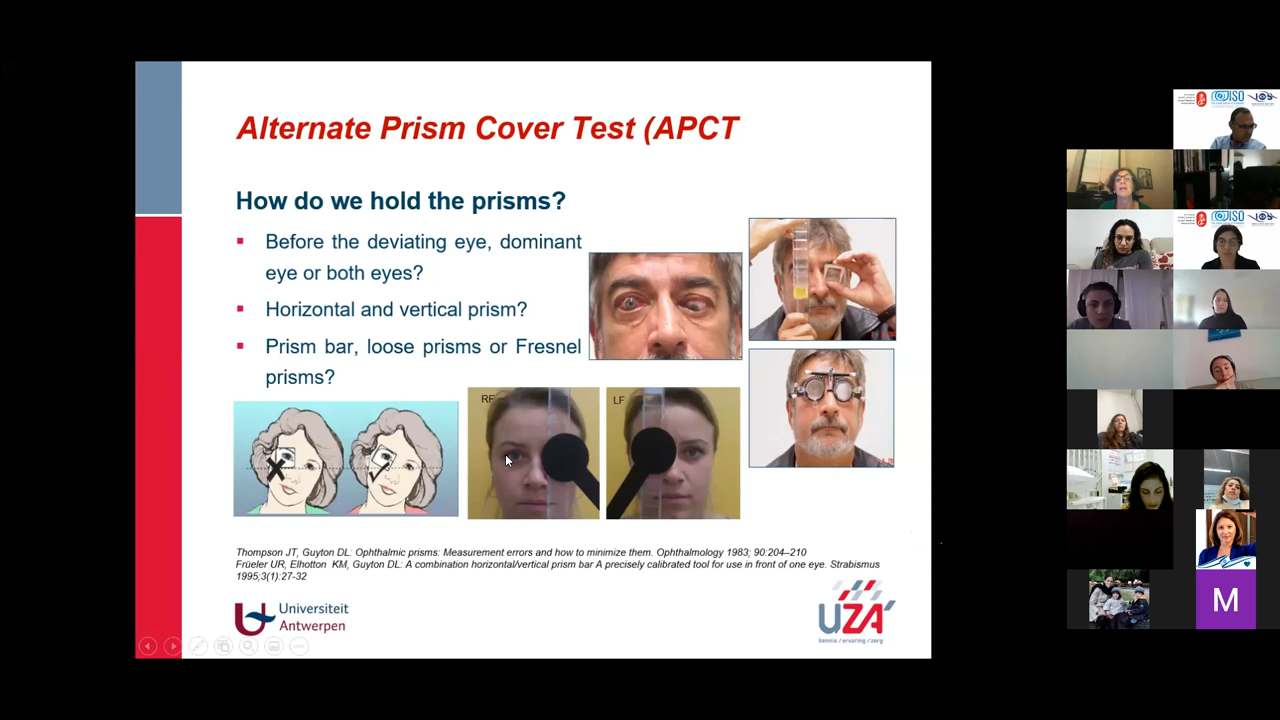 Alternate Prism Cover Test (APCT
How do we hold the prisms?
Before the deviating eye, dominant
eye or both eyes?
Horizontal and vertical prism?
Prism bar, loose prisms or Fresnel
prisms?
RF
LF
Thompson JT, Guyton DL: Ophthalmic prisms: Measurement errors and how to minimize them. Ophthalmology 1983; 90:204–210
Früeler UR, Elhotton KM, Guyton DL: A combination horizontal/vertical prism bar A precisely calibrated tool for use in front of one eye. Strabismus
1995;3(1):27-32
Universiteit
Antwerpen
UZA
kennis / ervaring / zorg
ISO
ISO
M